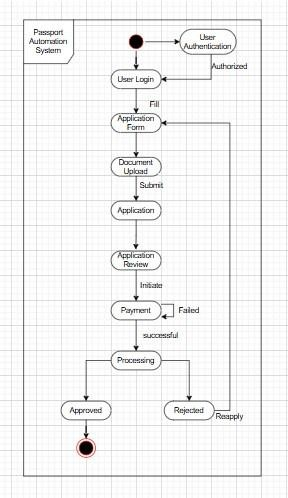 Passport
Automation
System
User
Authentication
Authorized
User Login
Fill
Application
Form
Document
Upload
Submit
Application
Application
Review
Initiate
Payment
Failed
successful
Processing
Approved
Rejected
Reapply